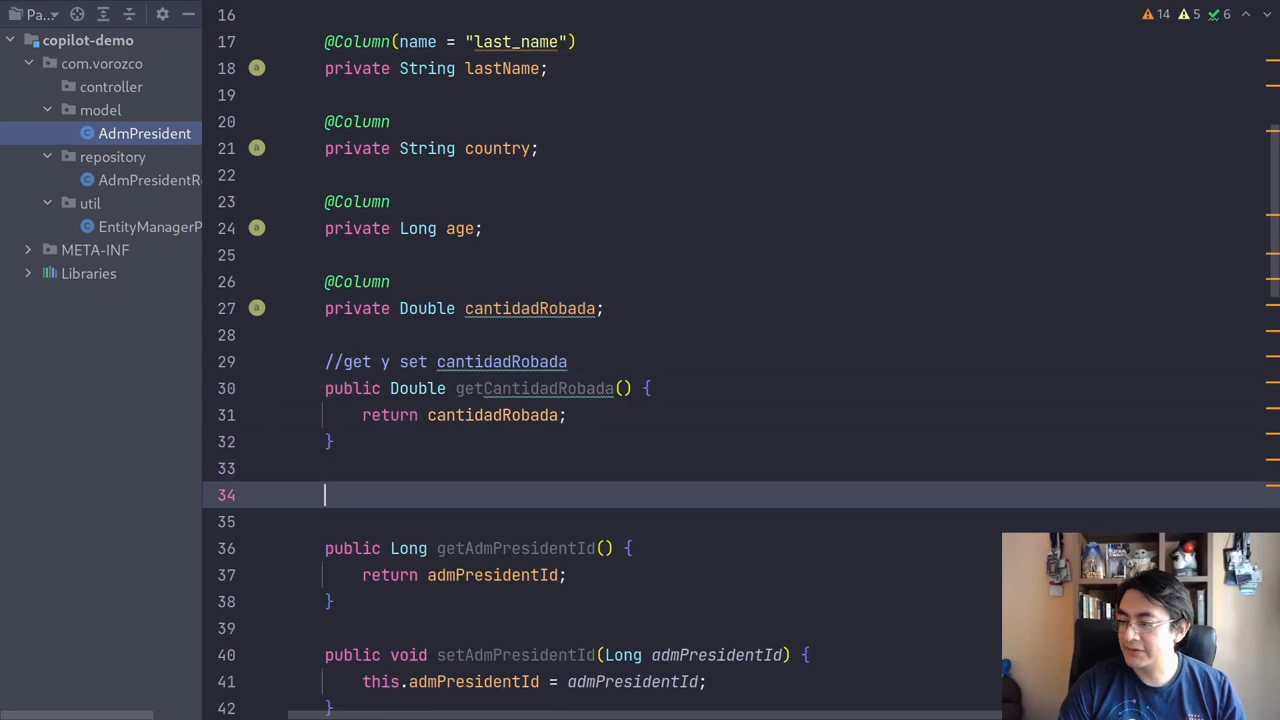 Pa...
copilot-demo
com.vorozco
controller
model
AdmPresident
repository
AdmPresidentR
util
EntityManagerP
META-INF
Libraries
14 5 6
16
17 @Column(name = "last_name")
18 private String lastName;
19
20 @Column
21 private String country;
22
23 @Column
24 private Long age;
25
26 @Column
27 private Double cantidadRobada;
28
29 //get y set cantidadRobada
30 public Double getCantidadRobada() {
31 return cantidadRobada;
32 }
33
34
35
36 public Long getAdmPresidentId() {
37 return admPresidentId;
38 }
39
40 public void setAdmPresidentId(Long admPresidentId) {
41 this.admPresidentId = admPresidentId;
42 }